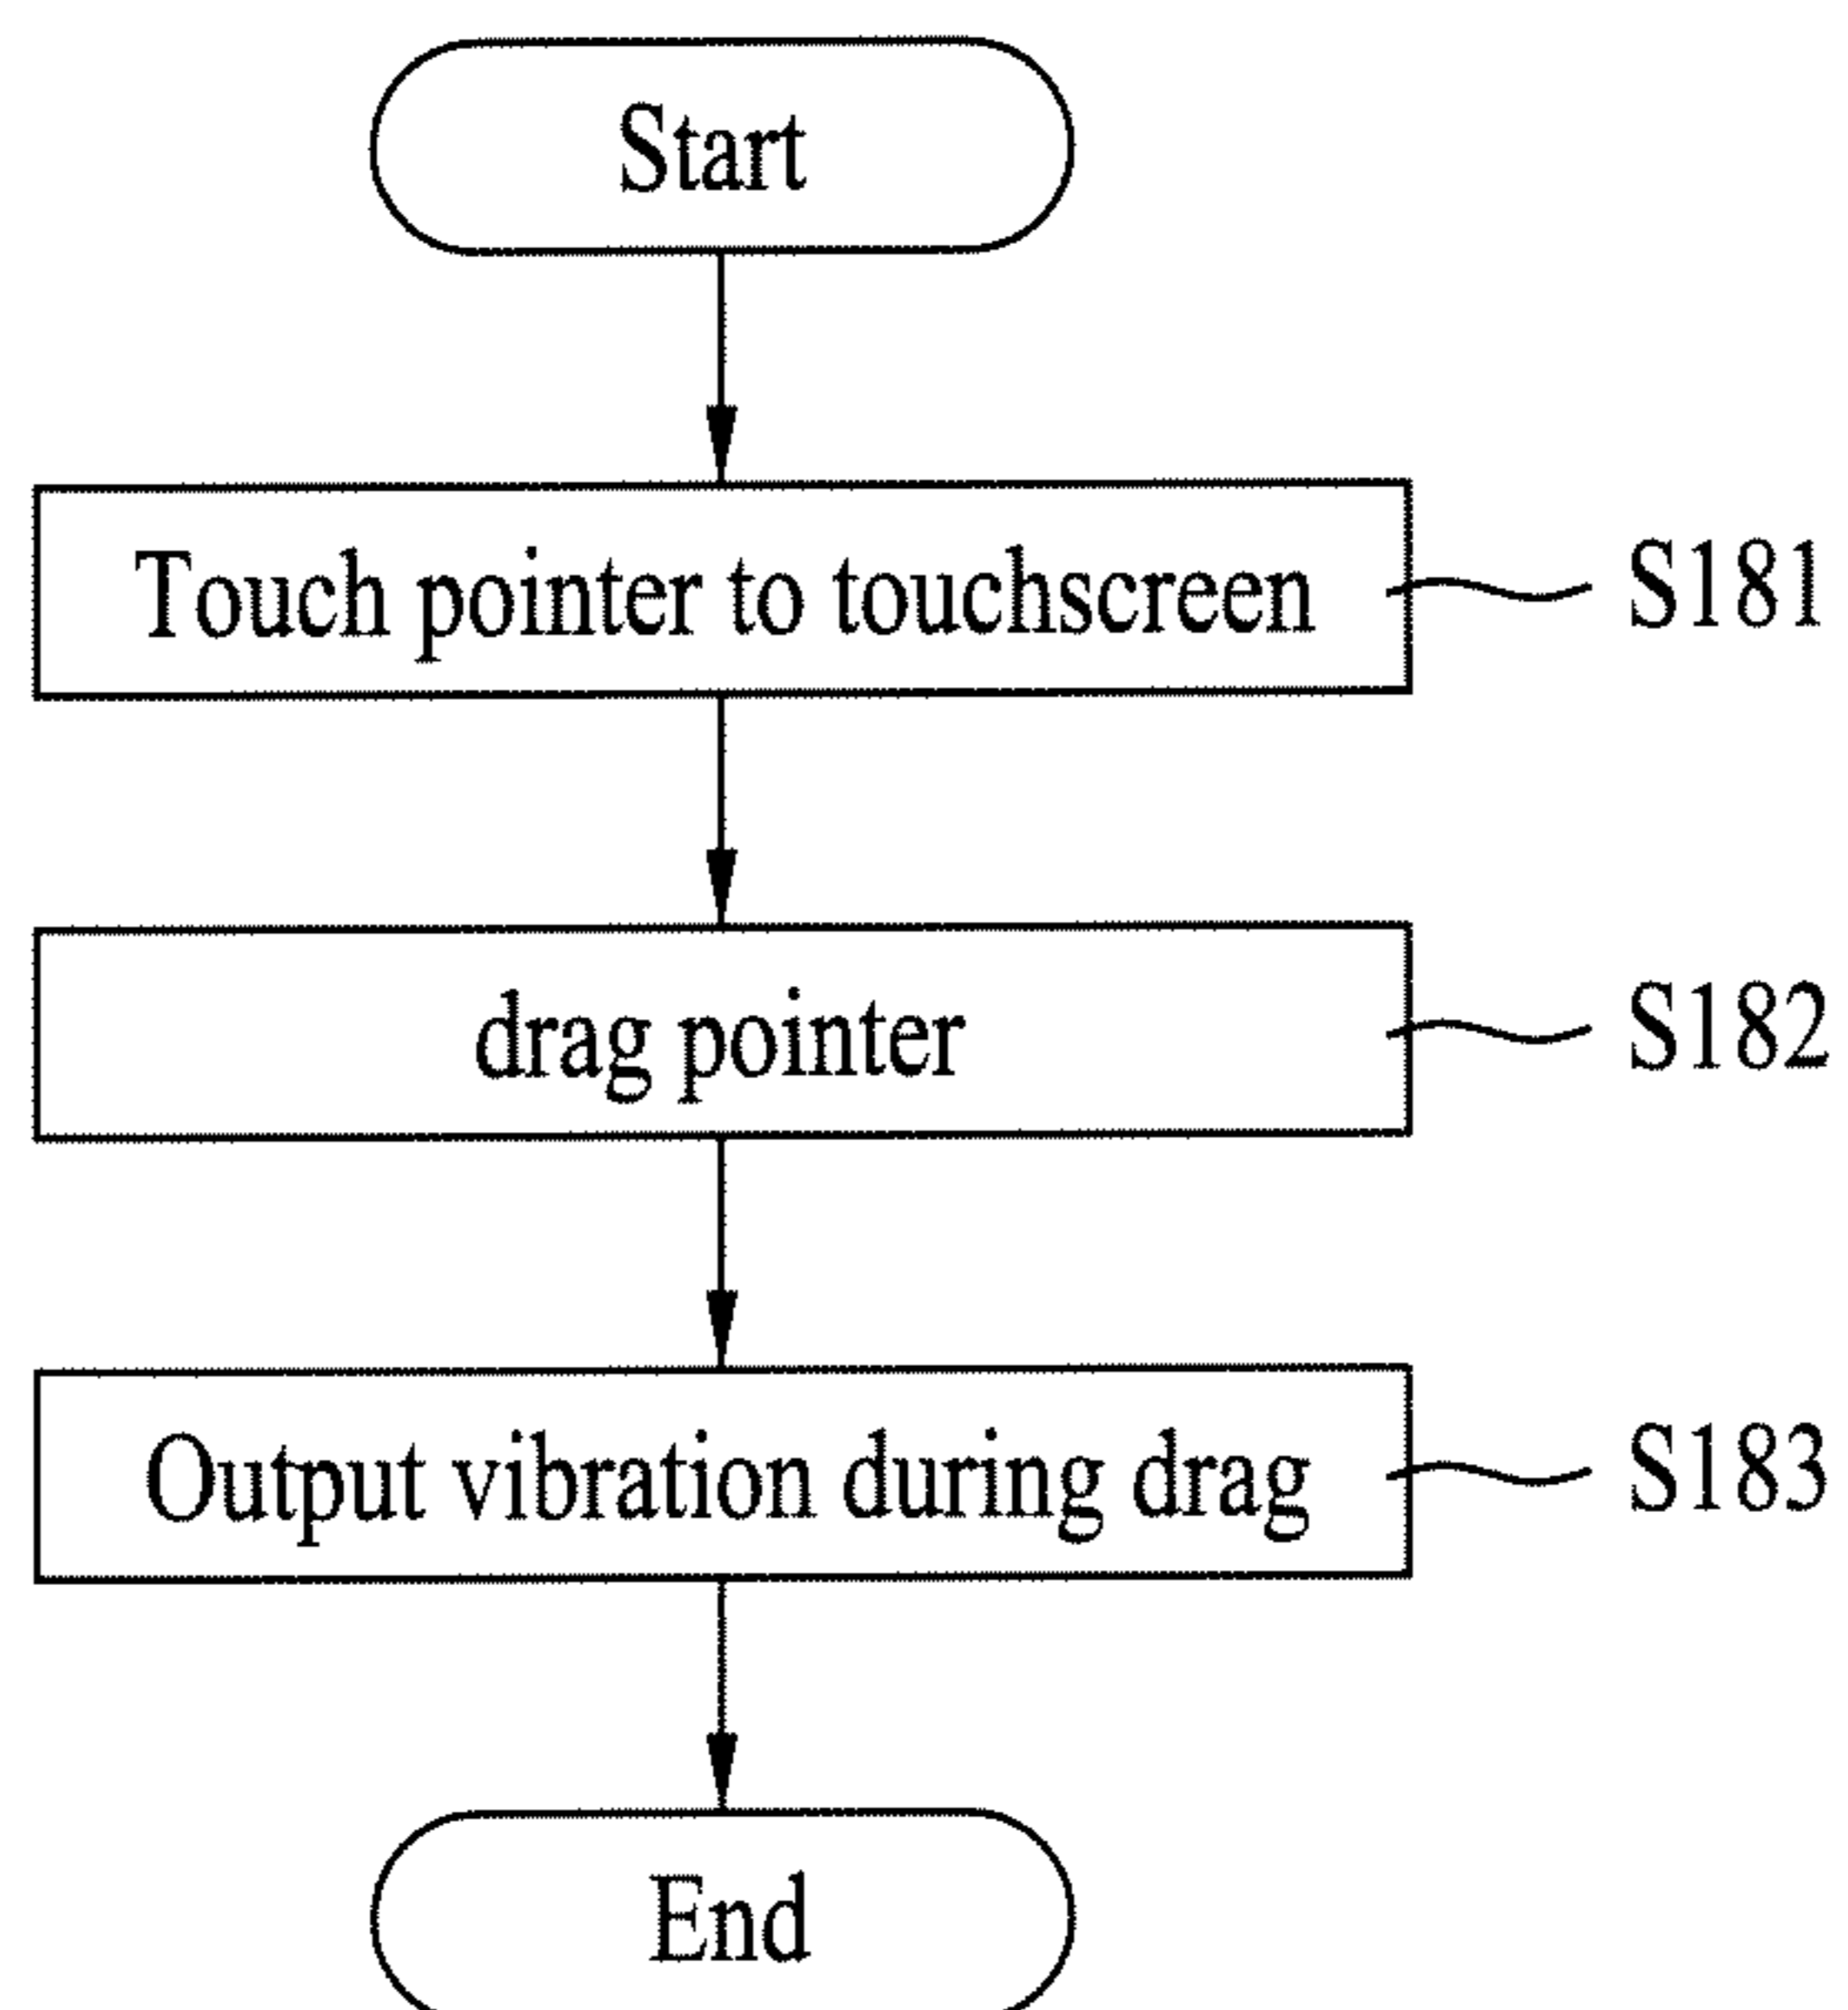 Start
Touch pointer to touchscreen
S181
drag pointer
S182
Output vibration during drag
S183
End